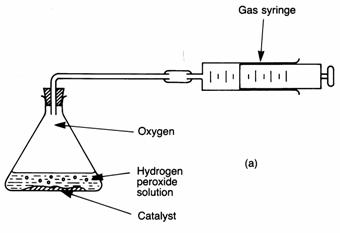 Gas syringe
Oxygen
(a)
Hydrogen
peroxide
solution
Catalyst